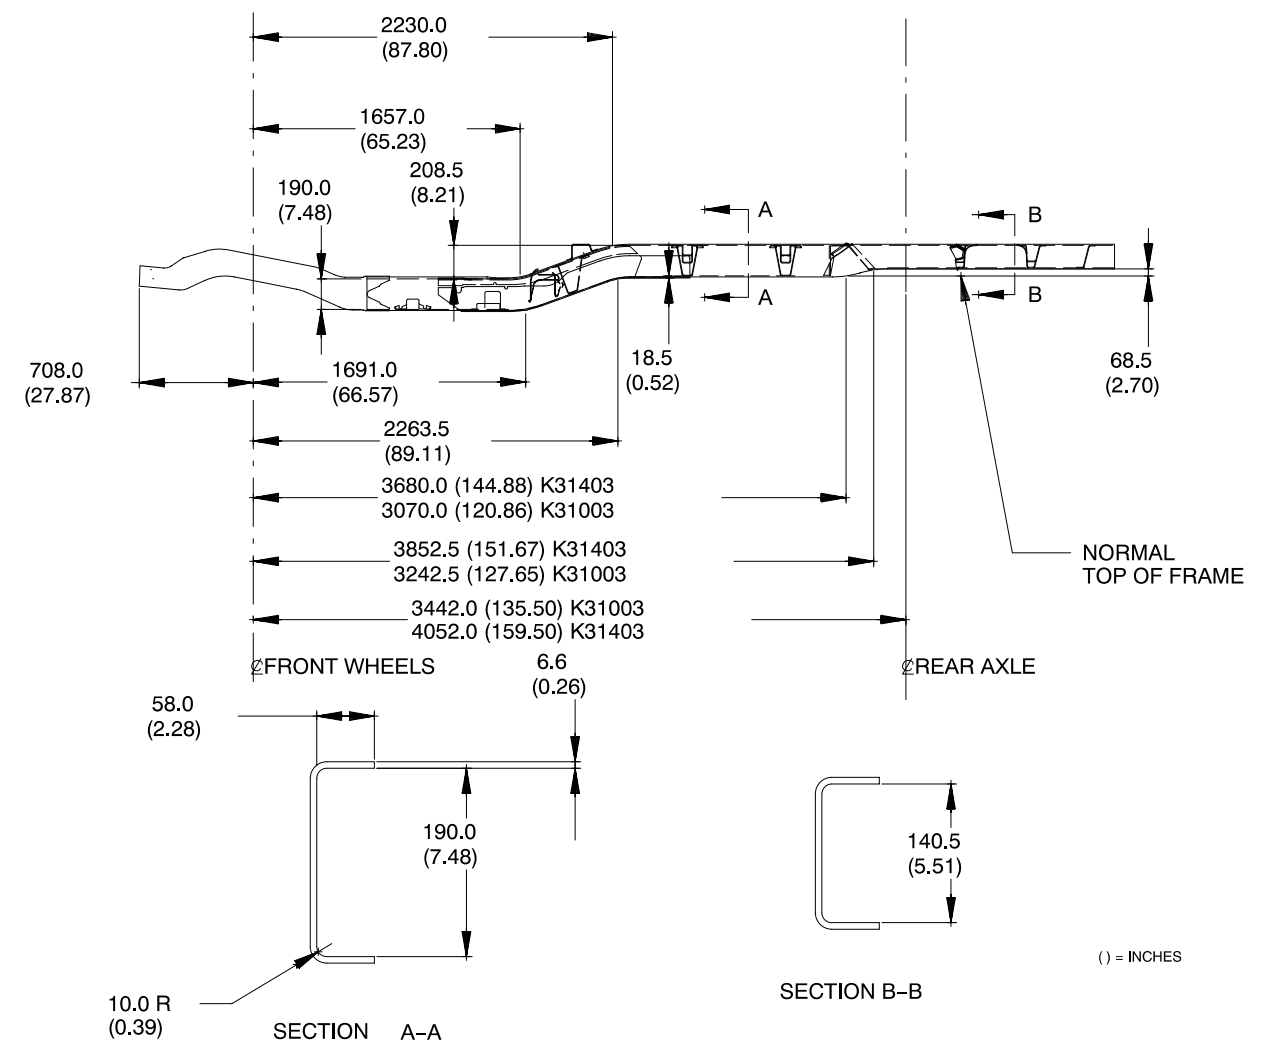 2230.0
(87.80)
1657.0
(65.23)
208.5
(8.21)
190.0
(7.48)
A
B
A
B
708.0
(27.87)
1691.0
(66.57)
18.5
(0.52)
68.5
(2.70)
2263.5
(89.11)
3680.0 (144.88) K31403
3070.0 (120.86) K31003
3852.5 (151.67) K31403
3242.5 (127.65) K31003
NORMAL
TOP OF FRAME
3442.0 (135.50) K31003
4052.0 (159.50) K31403
℄FRONT WHEELS
℄REAR AXLE
6.6
(0.26)
58.0
(2.28)
190.0
(7.48)
140.5
(5.51)
( ) = INCHES
10.0 R
(0.39)
SECTION A–A
SECTION B–B